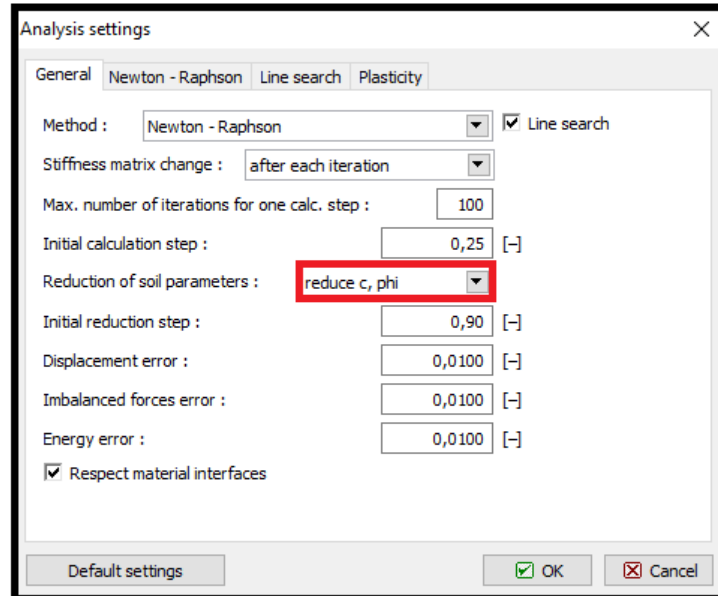 Analysis settings
General Newton - Raphson Line search Plasticity
Method : Newton - Raphson Line search
Stiffness matrix change : after each iteration
Max. number of iterations for one calc. step : 100
Initial calculation step : 0,25 [–]
Reduction of soil parameters : reduce c, phi
Initial reduction step : 0,90 [–]
Displacement error : 0,0100 [–]
Imbalanced forces error : 0,0100 [–]
Energy error : 0,0100 [–]
Respect material interfaces
Default settings OK Cancel